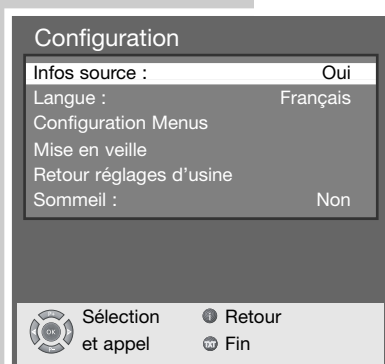 Configuration
Infos source : Oui
Langue : Français
Configuration Menus
Mise en veille
Retour réglages d'usine
Sommeil : Non
P+
OK
P-
Sélection
et appel
i Retour
TXT Fin